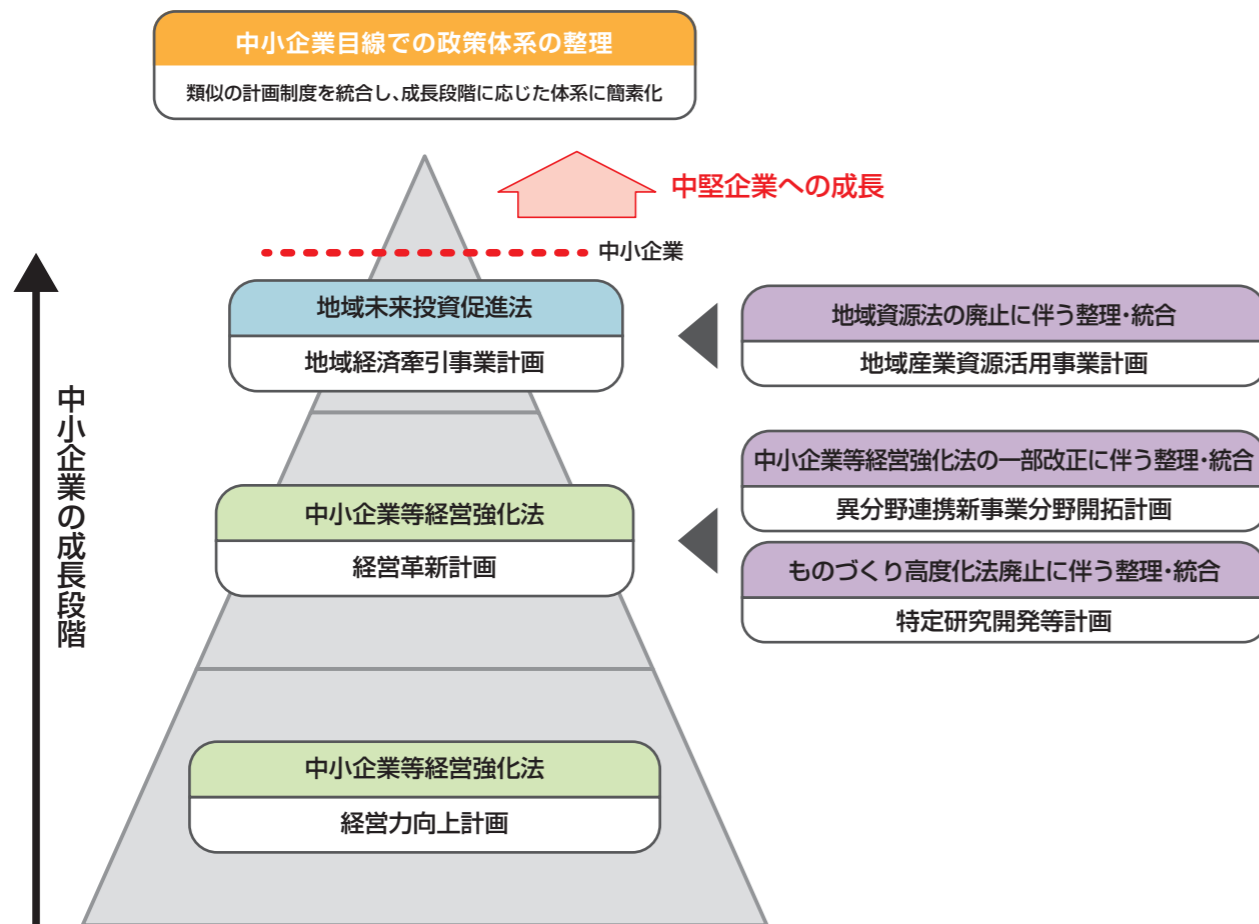 中小企業目線での政策体系の整理
類似の計画制度を統合し、成長段階に応じた体系に簡素化
中堅企業への成長
中小企業
地域未来投資促進法
地域経済牽引事業計画
地域資源法の廃止に伴う整理・統合
地域産業資源活用事業計画
中小企業等経営強化法の一部改正に伴う整理・統合
異分野連携新事業分野開拓計画
中小企業等経営強化法
経営革新計画
ものづくり高度化法廃止に伴う整理・統合
特定研究開発等計画
中小企業の成長段階
中小企業等経営強化法
経営力向上計画